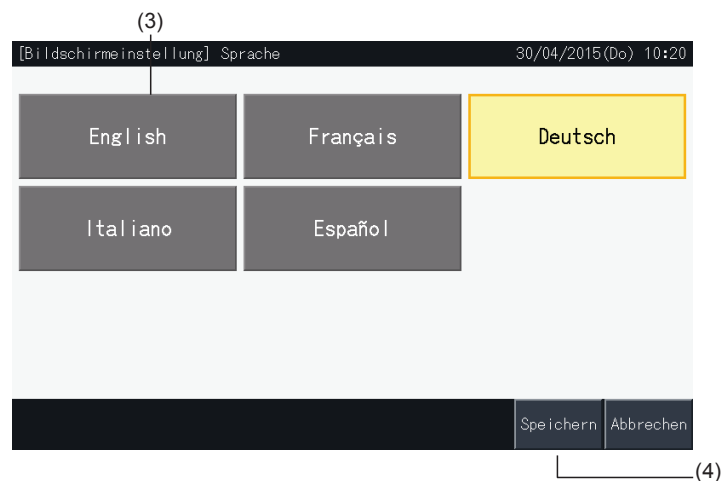 (3)
[Bildschirmeinstellung] Sprache 30/04/2015(Do) 10:20
English Français Deutsch
Italiano Español
Speichern Abbrechen
(4)